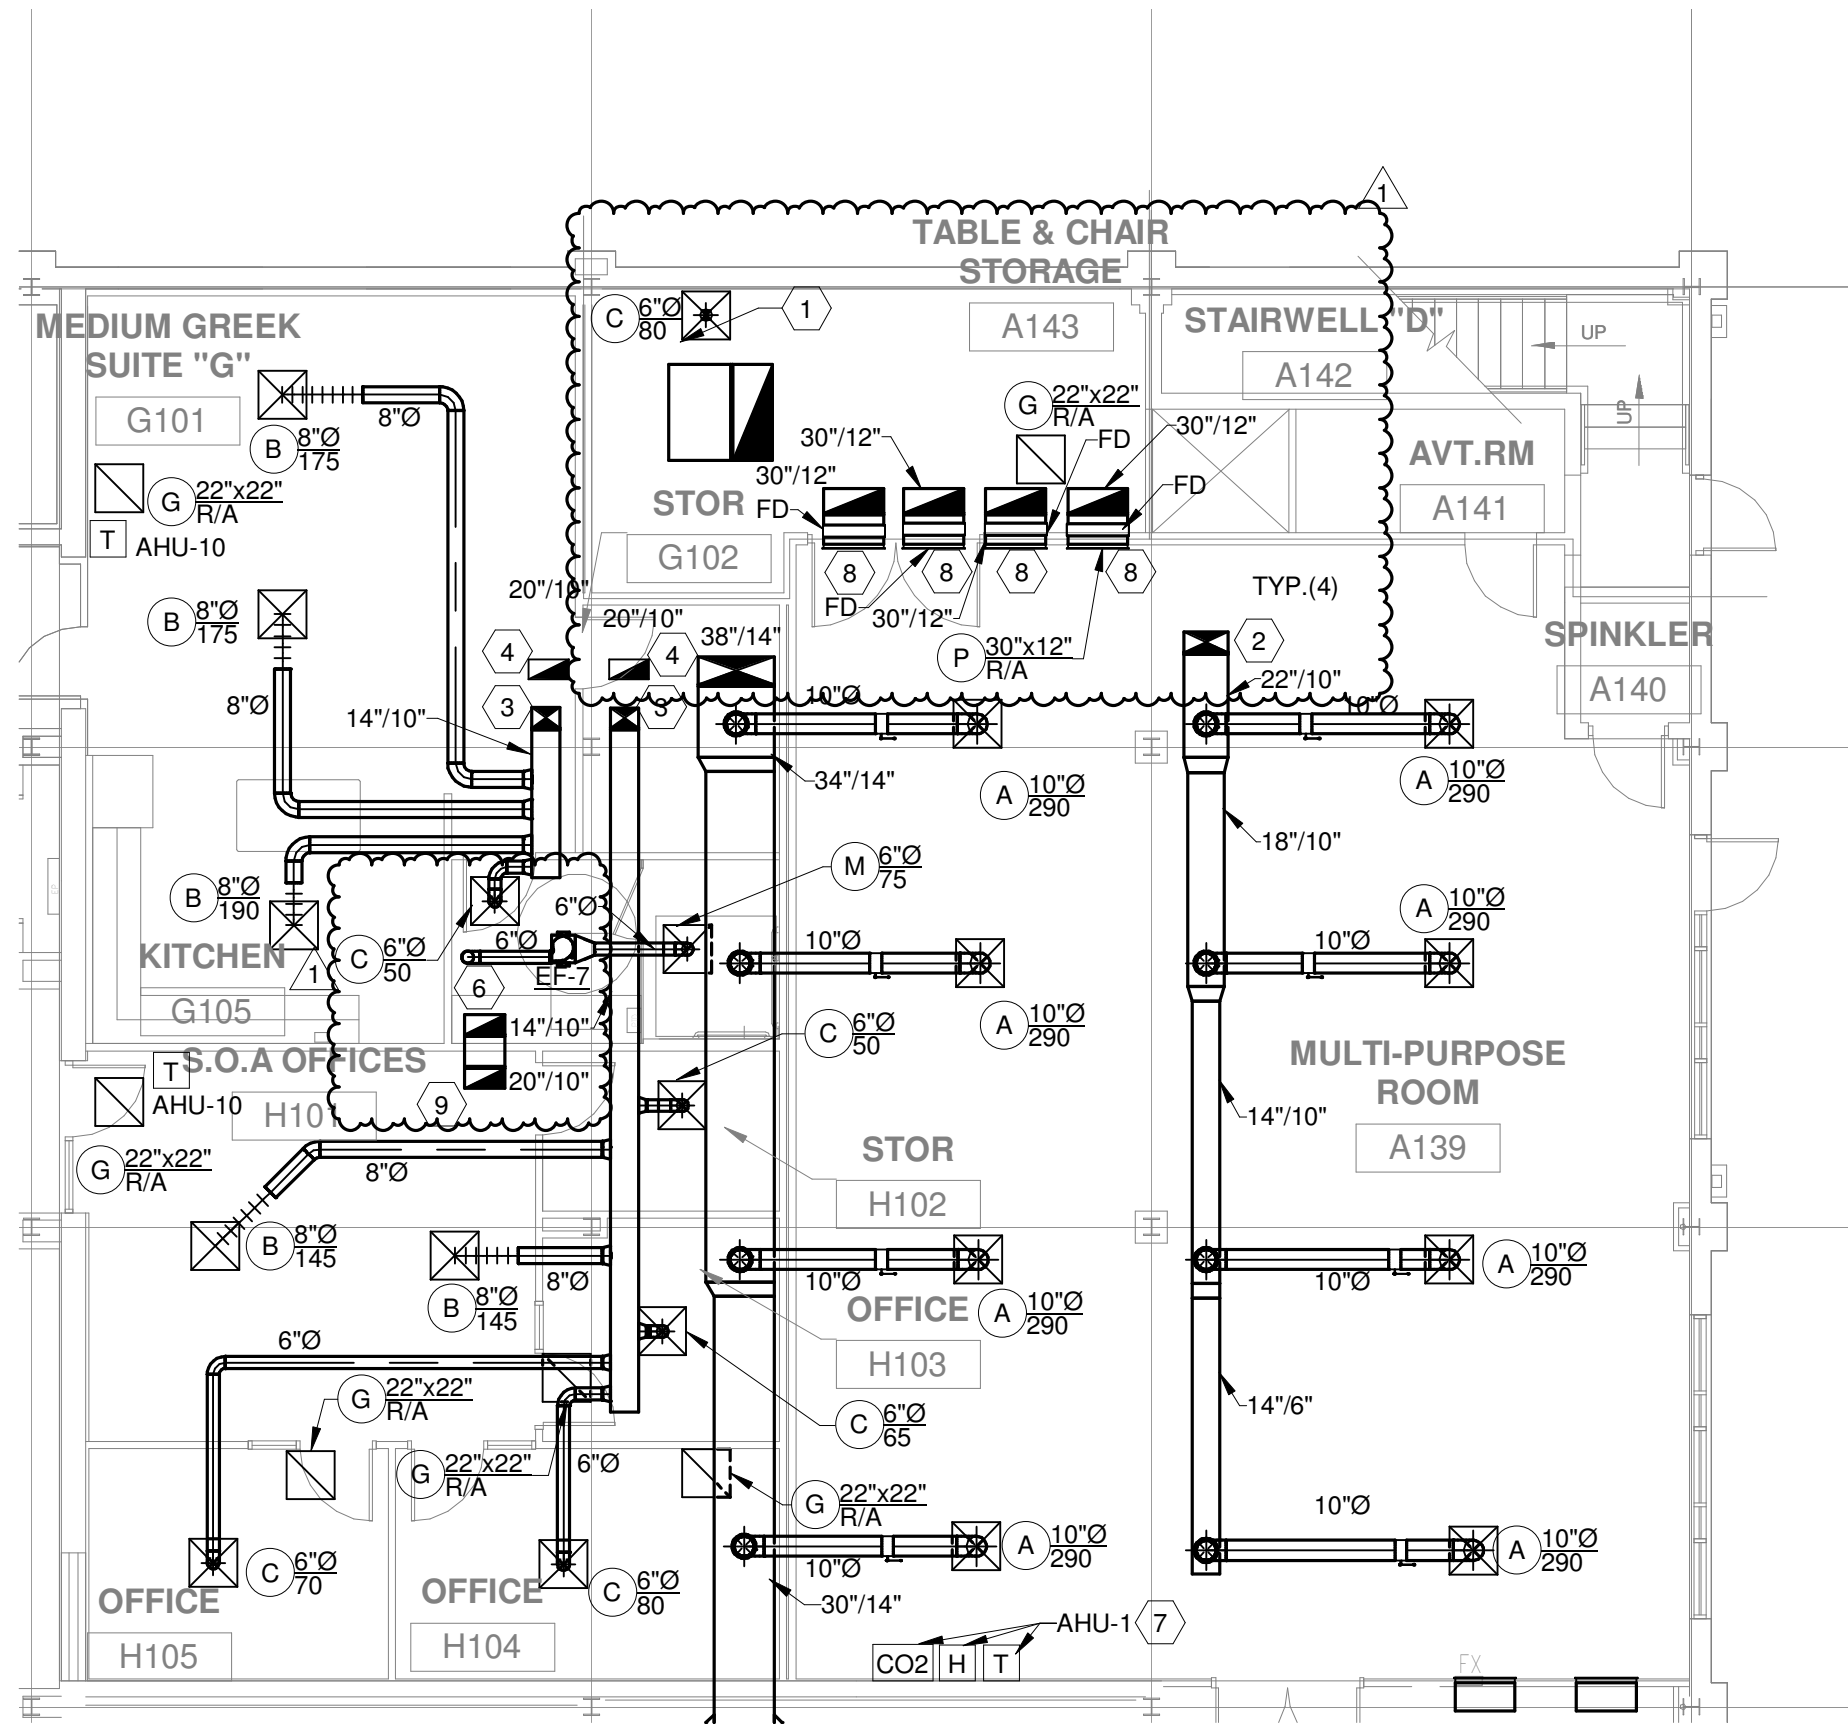 1
TABLE & CHAIR
STORAGE
A143
C 6"Ø
80
1
MEDIUM GREEK
SUITE "G"
G101
STAIRWELL "D"
A142
UP
UP
8"Ø
B 8"Ø
175
G 22"x22"
R/A
T AHU-10
G 22"x22"
R/A
30"/12"
FD
30"/12"
30"/12"
FD
FD
STOR
G102
AVT.RM
A141
8
8
8
8
FD
30"/12"
TYP.(4)
P 30"x12"
R/A
20"/10"
20"/10"
38"/14"
4
4
2
22"/10"
SPINKLER
A140
B 8"Ø
175
8"Ø
14"/10"
3
3
10"Ø
10"Ø
34"/14"
A 10"Ø
290
A 10"Ø
290
18"/10"
M 6"Ø
75
B 8"Ø
190
KITCHEN
G105
1
C 6"Ø
50
6"Ø
6"Ø
EF-7
6
10"Ø
10"Ø
A 10"Ø
290
A 10"Ø
290
14"/10"
C 6"Ø
50
20"/10"
9
T S.O.A OFFICES
AHU-10
H101
G 22"x22"
R/A
MULTI-PURPOSE
ROOM
A139
14"/10"
STOR
H102
8"Ø
B 8"Ø
145
8"Ø
B 8"Ø
145
10"Ø
10"Ø
A 10"Ø
290
A 10"Ø
290
OFFICE
H103
6"Ø
G 22"x22"
R/A
C 6"Ø
65
14"/6"
G 22"x22"
R/A
6"Ø
G 22"x22"
R/A
10"Ø
10"Ø
A 10"Ø
290
A 10"Ø
290
C 6"Ø
70
C 6"Ø
80
30"/14"
OFFICE
H105
OFFICE
H104
AHU-1 7
CO2 H T
FX